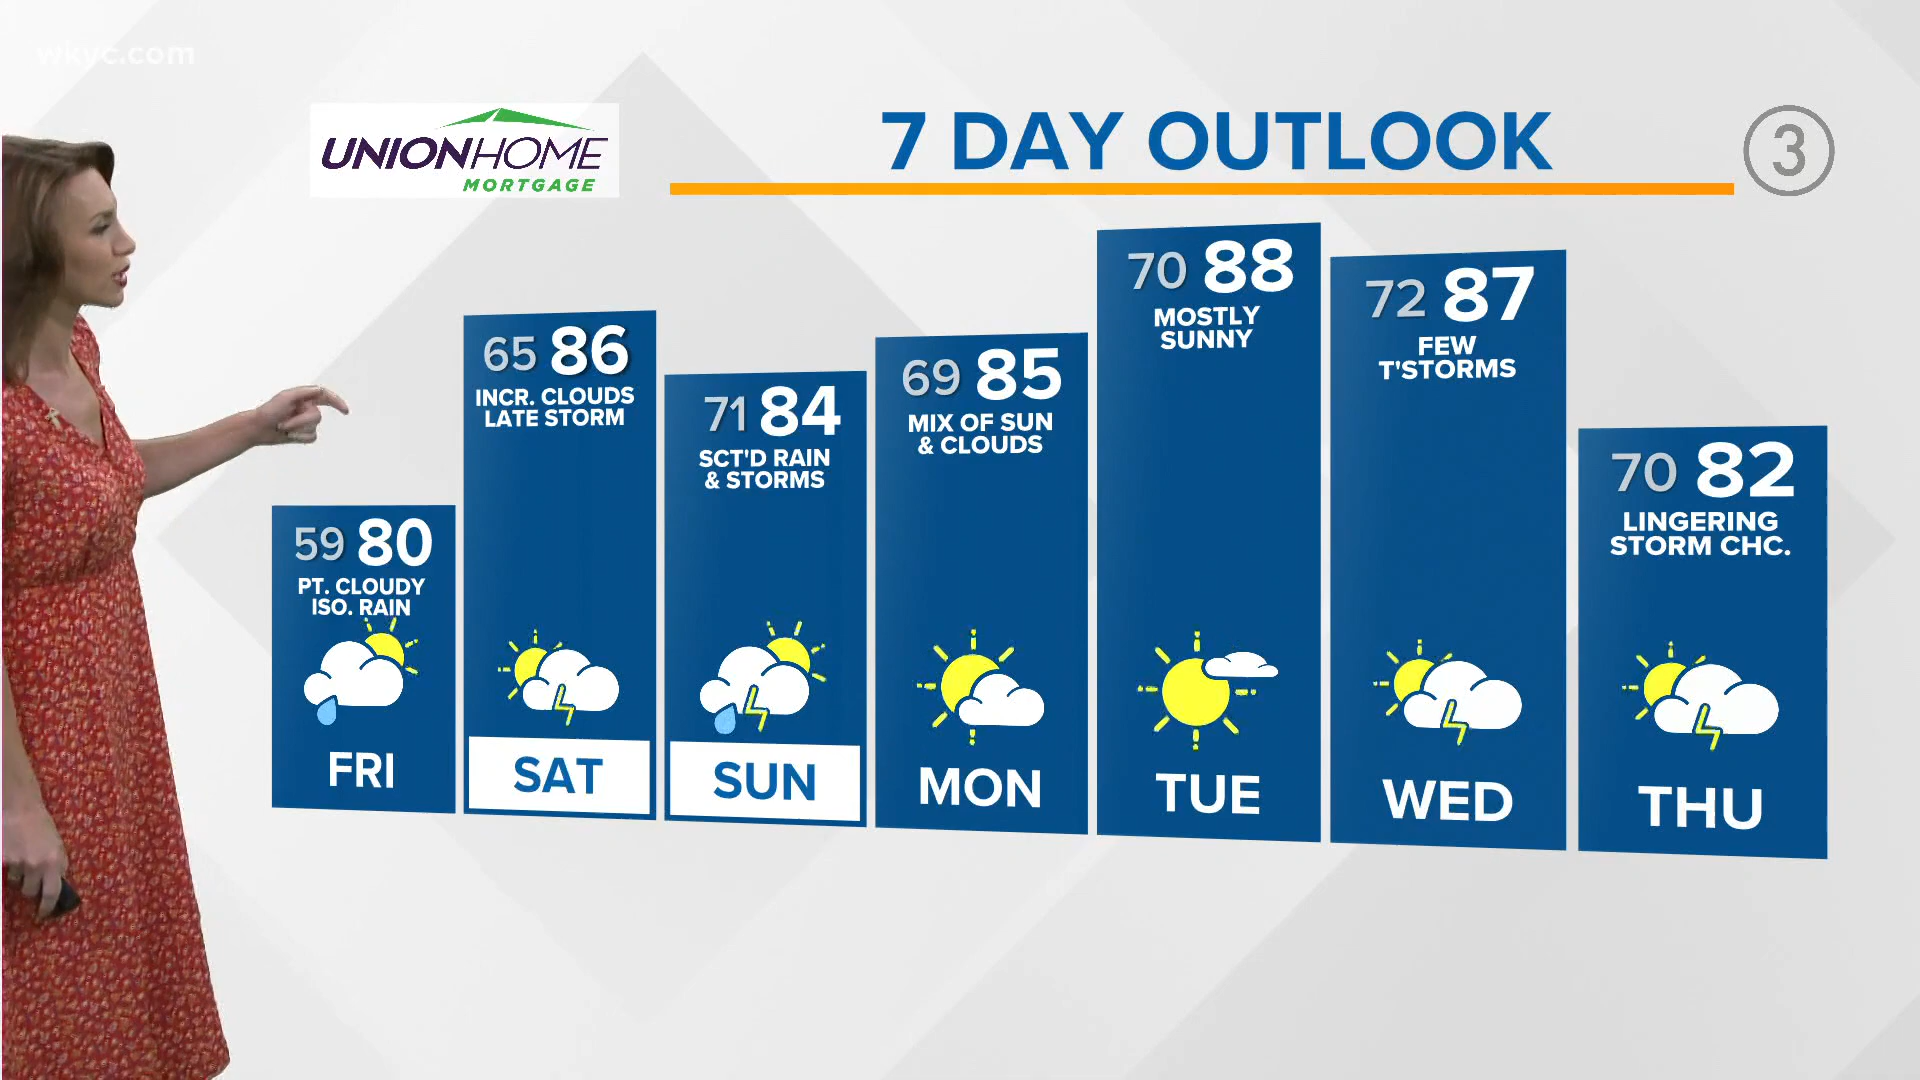 wkyc.com
UNIONHOME
MORTGAGE
7 DAY OUTLOOK
3
59 80
PT. CLOUDY
ISO. RAIN
FRI
65 86
INCR. CLOUDS
LATE STORM
SAT
71 84
SCT'D RAIN
& STORMS
SUN
69 85
MIX OF SUN
& CLOUDS
MON
70 88
MOSTLY
SUNNY
TUE
72 87
FEW
T'STORMS
WED
70 82
LINGERING
STORM CHC.
THU